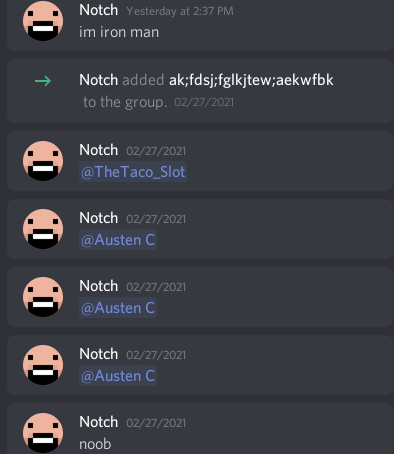 Notch Yesterday at 2:37 PM
im iron man
Notch added ak;fdsj;fglkjtew;aekwfbk
to the group. 02/27/2021
Notch 02/27/2021
@TheTaco_Slot
Notch 02/27/2021
@Austen C
Notch 02/27/2021
@Austen C
Notch 02/27/2021
@Austen C
Notch 02/27/2021
noob